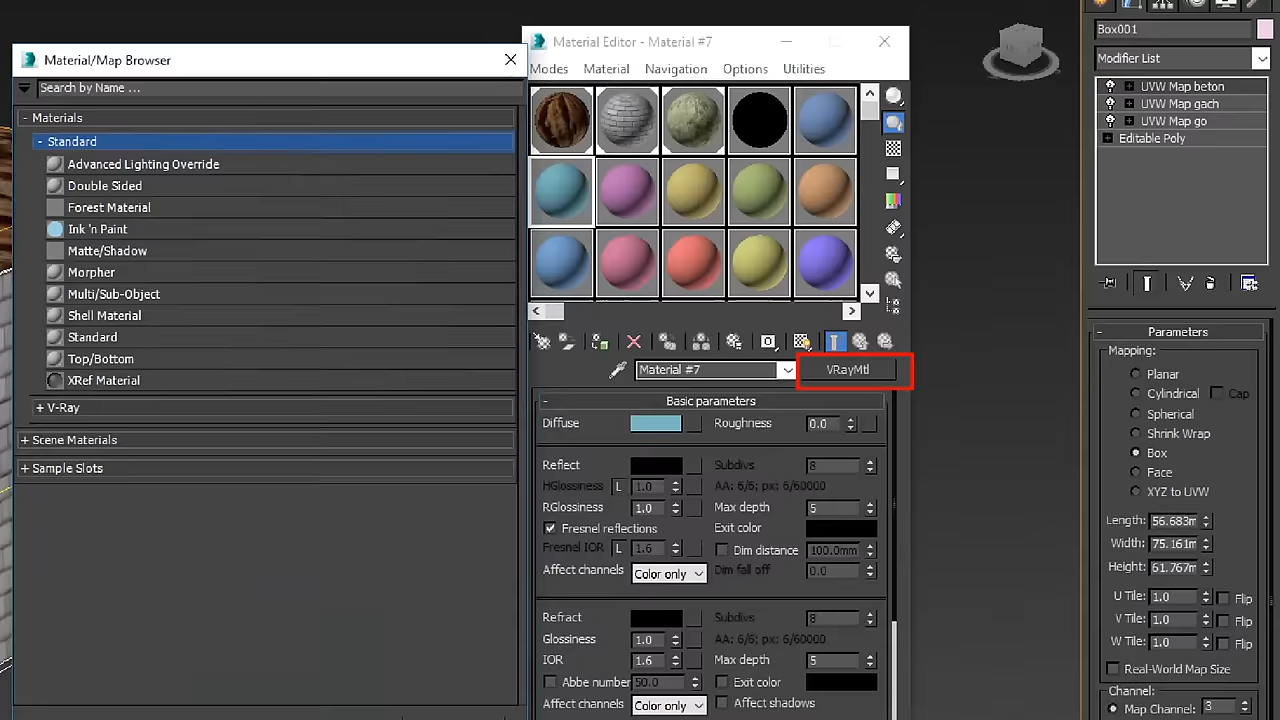 Material/Map Browser
Search by Name ...
- Materials
- Standard
Advanced Lighting Override
Double Sided
Forest Material
Ink 'n Paint
Matte/Shadow
Morpher
Multi/Sub-Object
Shell Material
Standard
Top/Bottom
XRef Material
+ V-Ray
+ Scene Materials
+ Sample Slots
Material Editor - Material #7
Modes Material Navigation Options Utilities
Material #7 VRayMtl
- Basic parameters
Diffuse Roughness 0.0
Reflect Subdivs 8
HGlossiness L 1.0 AA: 6/6; px: 6/60000
RGlossiness 1.0 Max depth 5
Fresnel reflections Exit color
Fresnel IOR L 1.6 Dim distance 100.0mm
Affect channels Color only Dim fall off 0.0
Refract Subdivs 8
Glossiness 1.0 AA: 6/6; px: 6/60000
IOR 1.6 Max depth 5
Abbe number 50.0 Exit color
Affect channels Color only Affect shadows
Box001
Modifier List
+ UVW Map beton
+ UVW Map gach
+ UVW Map go
+ Editable Poly
- Parameters
Mapping:
Planar
Cylindrical Cap
Spherical
Shrink Wrap
Box
Face
XYZ to UVW
Length: 56.683m
Width: 75.161m
Height: 61.767m
U Tile: 1.0 Flip
V Tile: 1.0 Flip
W Tile: 1.0 Flip
Real-World Map Size
Channel:
Map Channel: 3